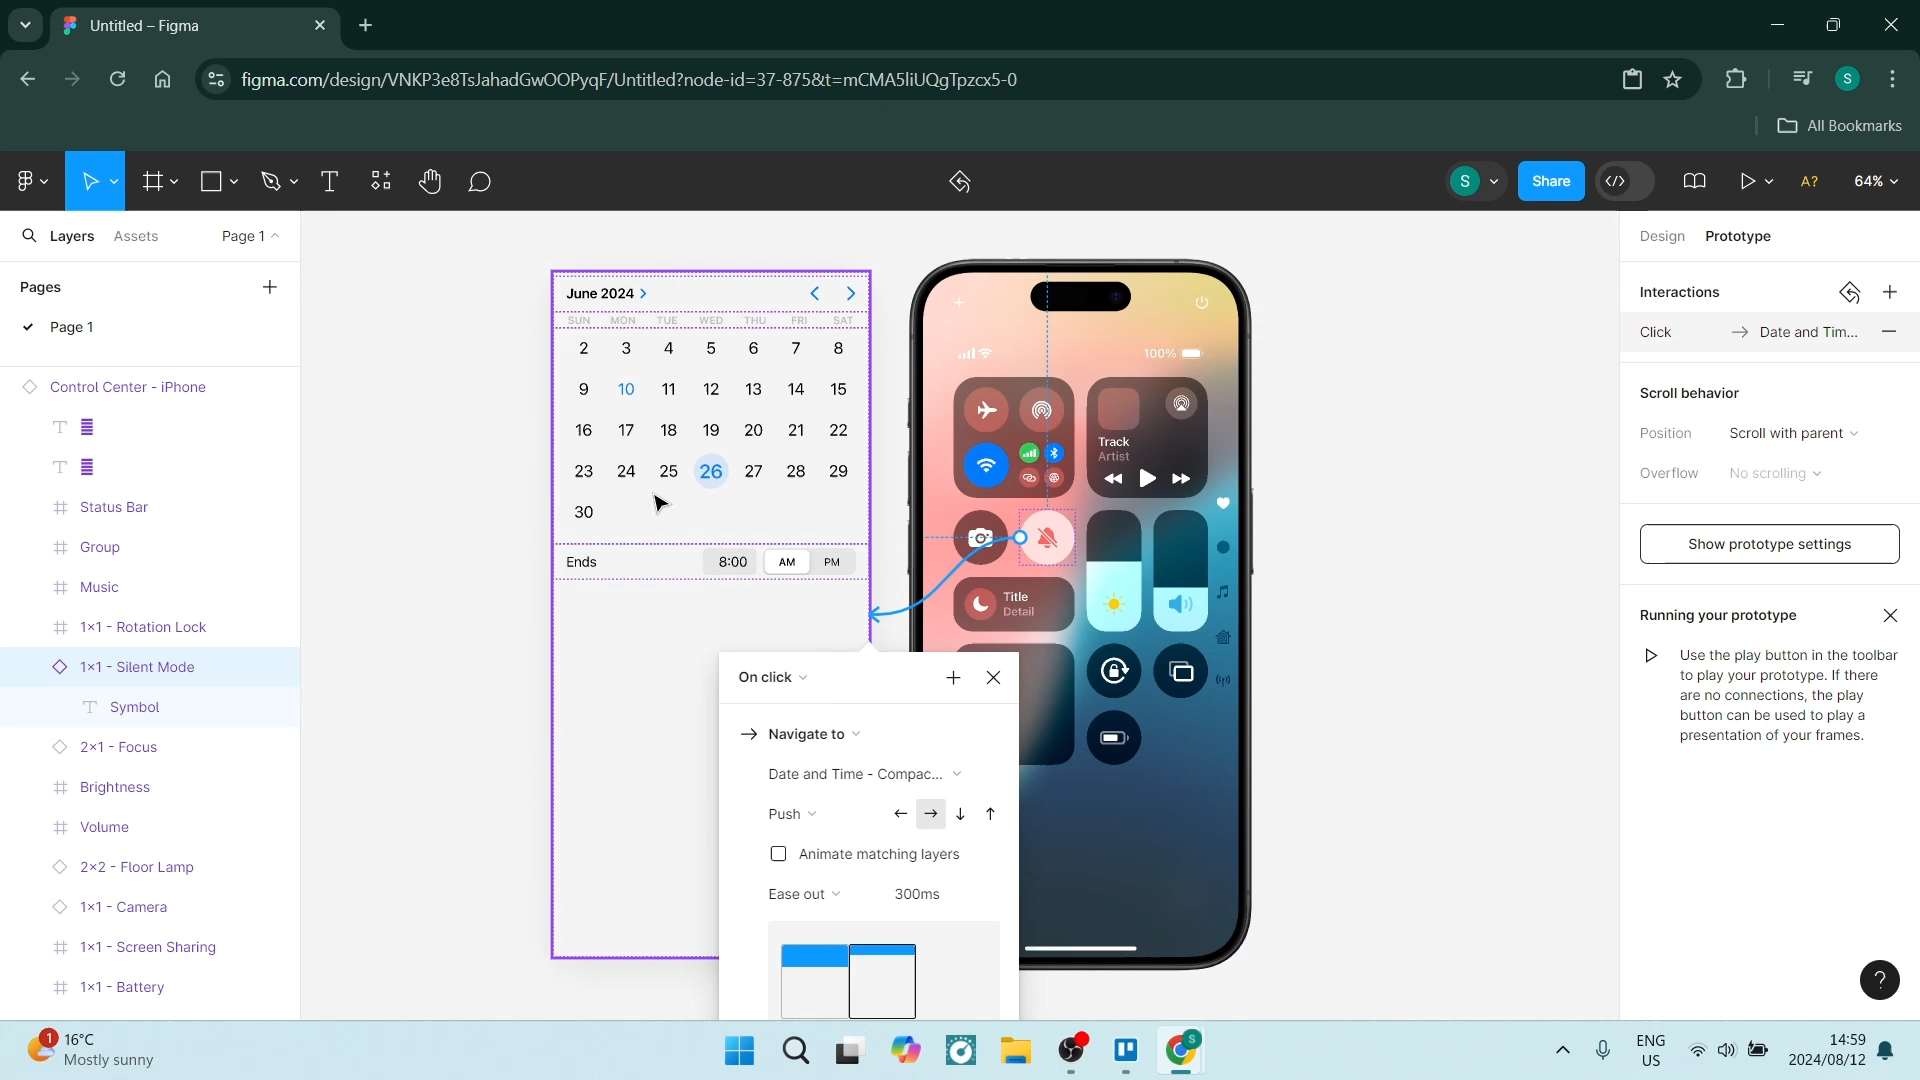 Untitled – Figma
figma.com/design/VNKP3e8TsJahadGwOOPyqF/Untitled?node-id=37-875&t=mCMA5liUQgTpzcx5-0
S
All Bookmarks
S
Share
A?
64%
Layers
Assets
Page 1
Pages
Page 1
Control Center - iPhone
Status Bar
Group
Music
1×1 - Rotation Lock
1×1 - Silent Mode
Symbol
2×1 - Focus
Brightness
Volume
2×2 - Floor Lamp
1×1 - Camera
1×1 - Screen Sharing
1×1 - Battery
June 2024
SUN MON TUE WED THU FRI SAT
2 3 4 5 6 7 8
9 10 11 12 13 14 15
16 17 18 19 20 21 22
23 24 25 26 27 28 29
30
Ends 8:00 AM PM
100%
Track
Artist
Title
Detail
On click
Navigate to
Date and Time - Compac...
Push
Animate matching layers
Ease out 300ms
Design
Prototype
Interactions
Click Date and Tim...
Scroll behavior
Position Scroll with parent
Overflow No scrolling
Show prototype settings
Running your prototype
Use the play button in the toolbar
to play your prototype. If there
are no connections, the play
button can be used to play a
presentation of your frames.
?
1
16°C
Mostly sunny
S
ENG
US
14:59
2024/08/12